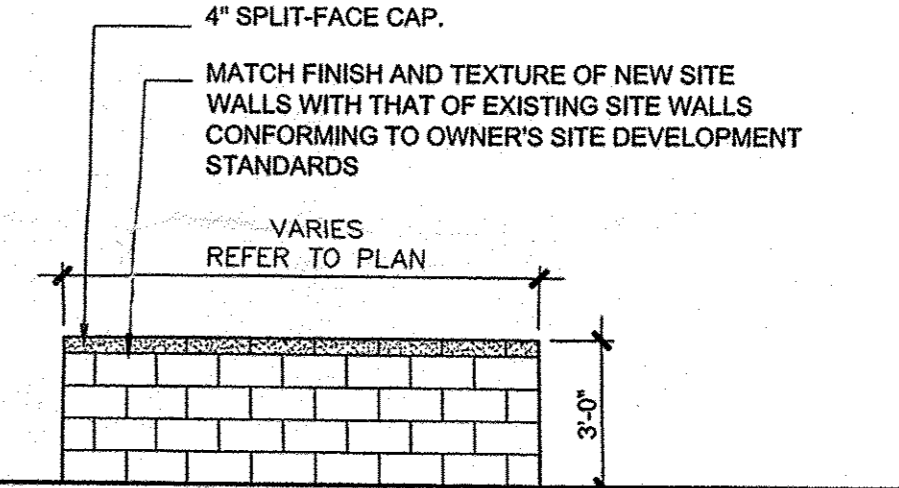 4" SPLIT-FACE CAP.
MATCH FINISH AND TEXTURE OF NEW SITE
WALLS WITH THAT OF EXISTING SITE WALLS
CONFORMING TO OWNER'S SITE DEVELOPMENT
STANDARDS
VARIES
REFER TO PLAN
3'-0"